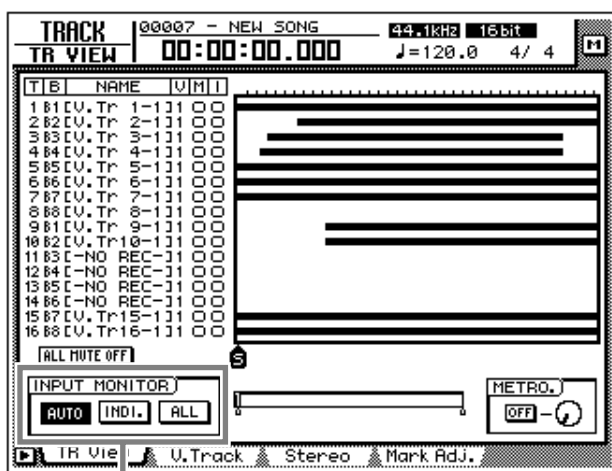 TRACK
TR VIEW
00007 - NEW SONG
00:00:00.000
44.1kHz 16bit
♩=120.0 4/ 4
M
T B NAME V M I
1 B1[V.Tr 1-1]1 O O
2 B2[V.Tr 2-1]1 O O
3 B3[V.Tr 3-1]1 O O
4 B4[V.Tr 4-1]1 O O
5 B5[V.Tr 5-1]1 O O
6 B6[V.Tr 6-1]1 O O
7 B7[V.Tr 7-1]1 O O
8 B8[V.Tr 8-1]1 O O
9 B1[V.Tr 9-1]1 O O
10 B2[V.Tr10-1]1 O O
11 B3[-NO REC-]1 O O
12 B4[-NO REC-]1 O O
13 B5[-NO REC-]1 O O
14 B6[-NO REC-]1 O O
15 B7[V.Tr15-1]1 O O
16 B8[V.Tr16-1]1 O O
ALL MUTE OFF
S
INPUT MONITOR
AUTO INDI. ALL
METRO.
OFF
TR View V.Track Stereo Mark Adj.